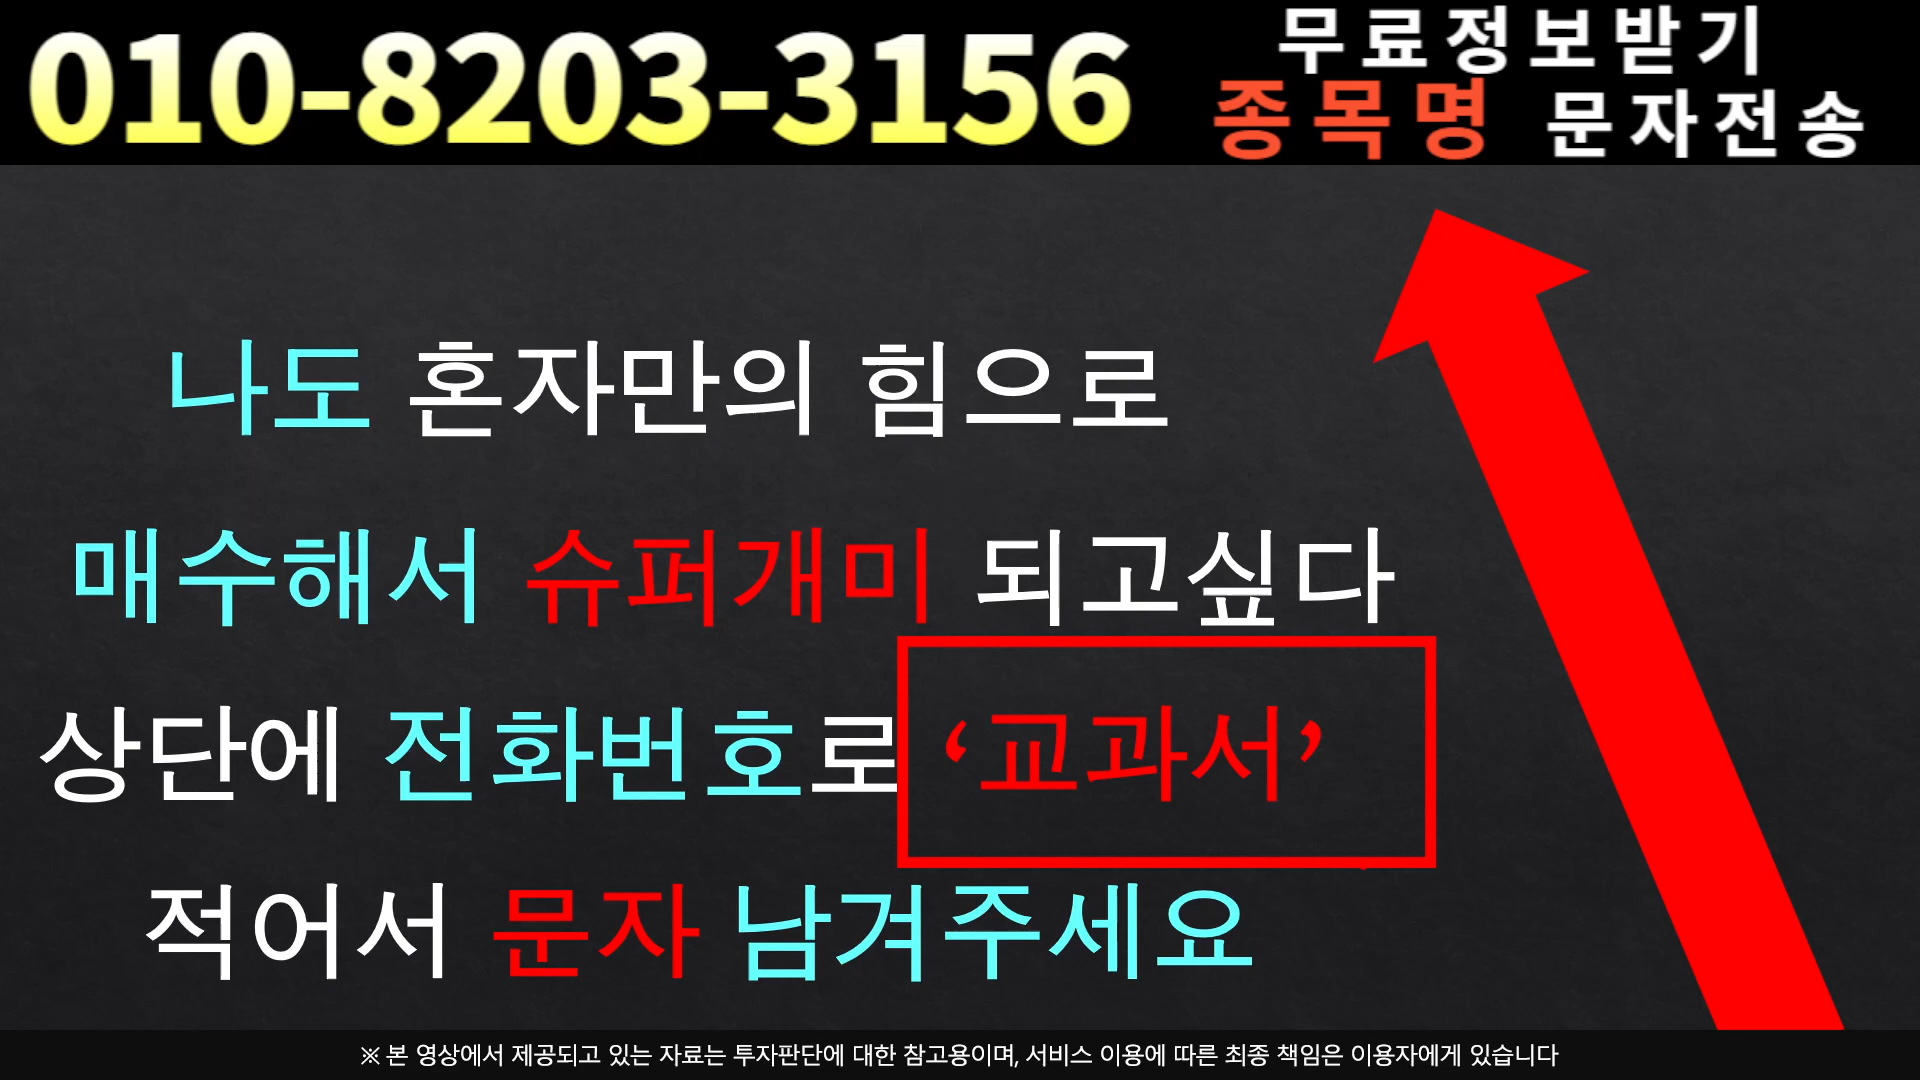 010-8203-3156
무료정보받기
종목명 문자전송
나도 혼자만의 힘으로
매수해서 슈퍼개미 되고싶다
상단에 전화번호로 ‘교과서’
적어서 문자 남겨주세요
※ 본 영상에서 제공되고 있는 자료는 투자판단에 대한 참고용이며, 서비스 이용에 따른 최종 책임은 이용자에게 있습니다